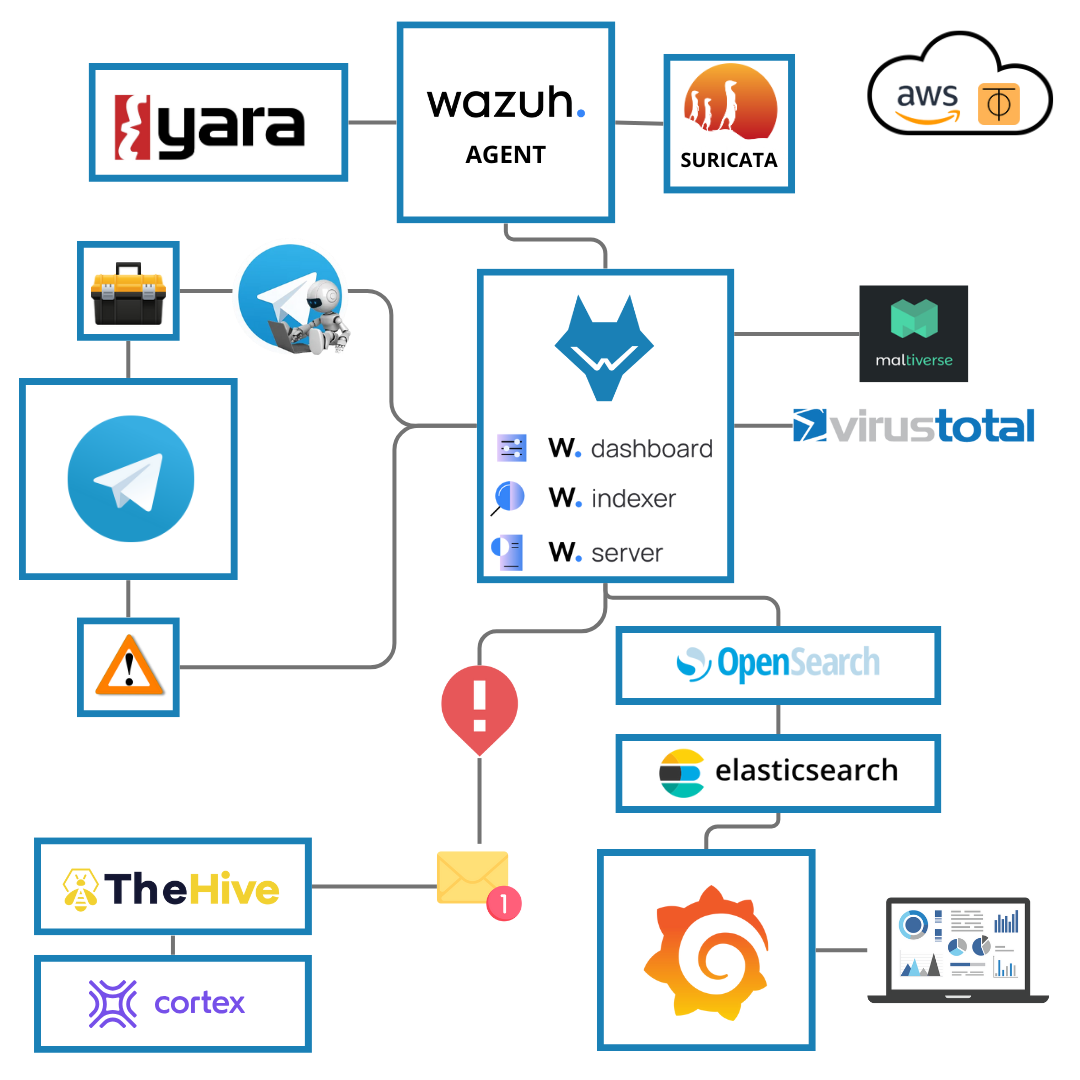 yara
wazuh.
AGENT
SURICATA
aws
maltiverse
virustotal
W. dashboard
W. indexer
W. server
!
!
OpenSearch
elasticsearch
TheHive
1
cortex